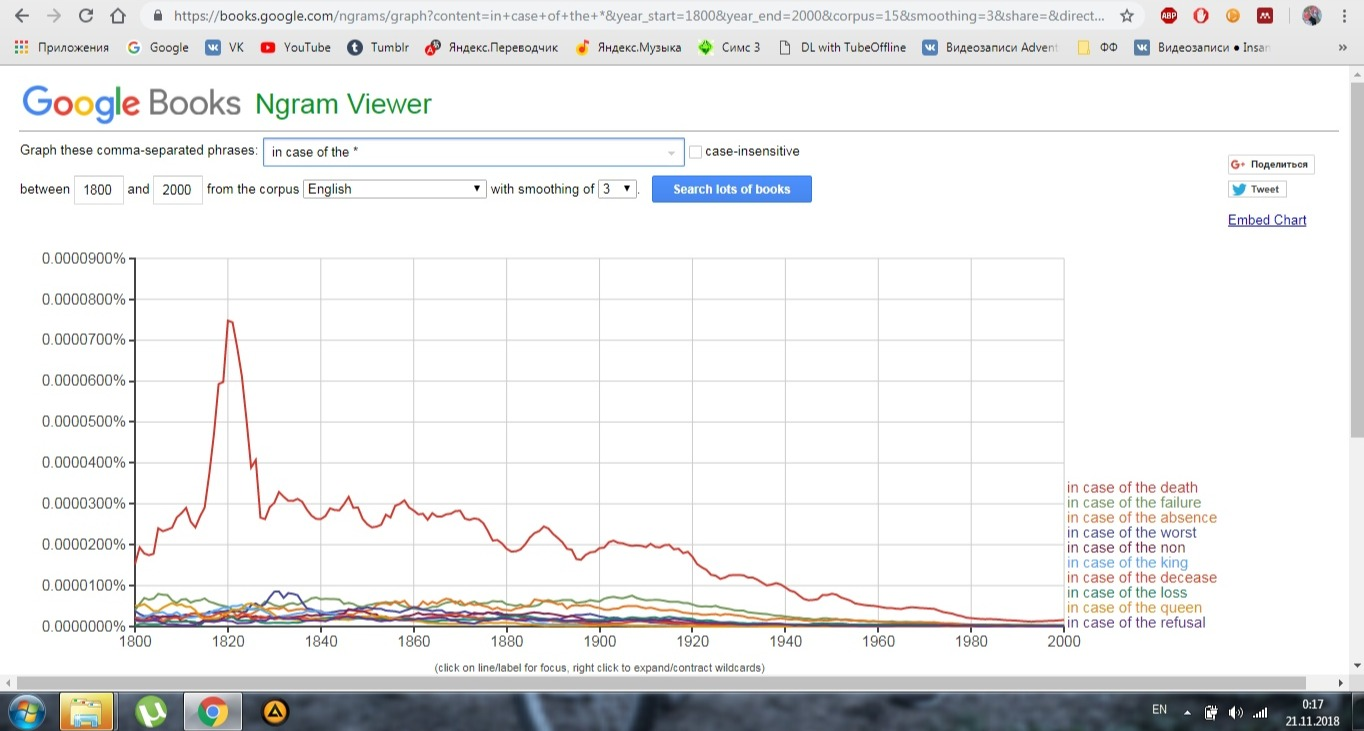 https://books.google.com/ngrams/graph?content=in+case+of+the+*&year_start=1800&year_end=2000&corpus=15&smoothing=3&share=&direct...
ABP
Приложения Google VK YouTube Tumblr Яндекс.Переводчик Яндекс.Музыка Симс 3 DL with TubeOffline Видеозаписи Advent ФФ Видеозаписи ● Insan »
Google Books Ngram Viewer
Graph these comma-separated phrases: in case of the * case-insensitive
between 1800 and 2000 from the corpus English with smoothing of 3 . Search lots of books
G+ Поделиться
Tweet
Embed Chart
0.0000900%
0.0000800%
0.0000700%
0.0000600%
0.0000500%
0.0000400%
0.0000300%
0.0000200%
0.0000100%
0.0000000%
in case of the death
in case of the failure
in case of the absence
in case of the worst
in case of the non
in case of the king
in case of the decease
in case of the loss
in case of the queen
in case of the refusal
1800 1820 1840 1860 1880 1900 1920 1940 1960 1980 2000
(click on line/label for focus, right click to expand/contract wildcards)
EN
0:17
21.11.2018